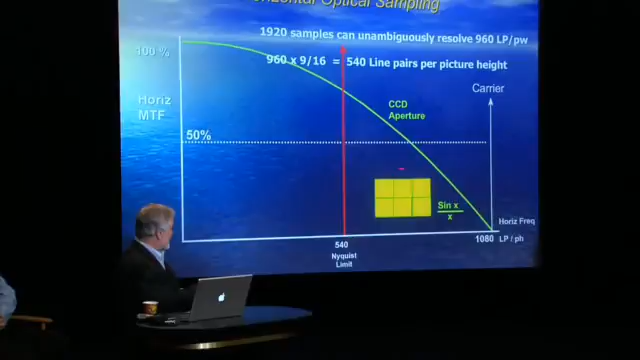 Horizontal Optical Sampling
1920 samples can unambiguously resolve 960 LP/pw
960 x 9/16 = 540 Line pairs per picture height
100 %
Carrier
Horiz
MTF
CCD
Aperture
50%
Sin x
x
Horiz Freq
540
1080 LP / ph
Nyquist
Limit